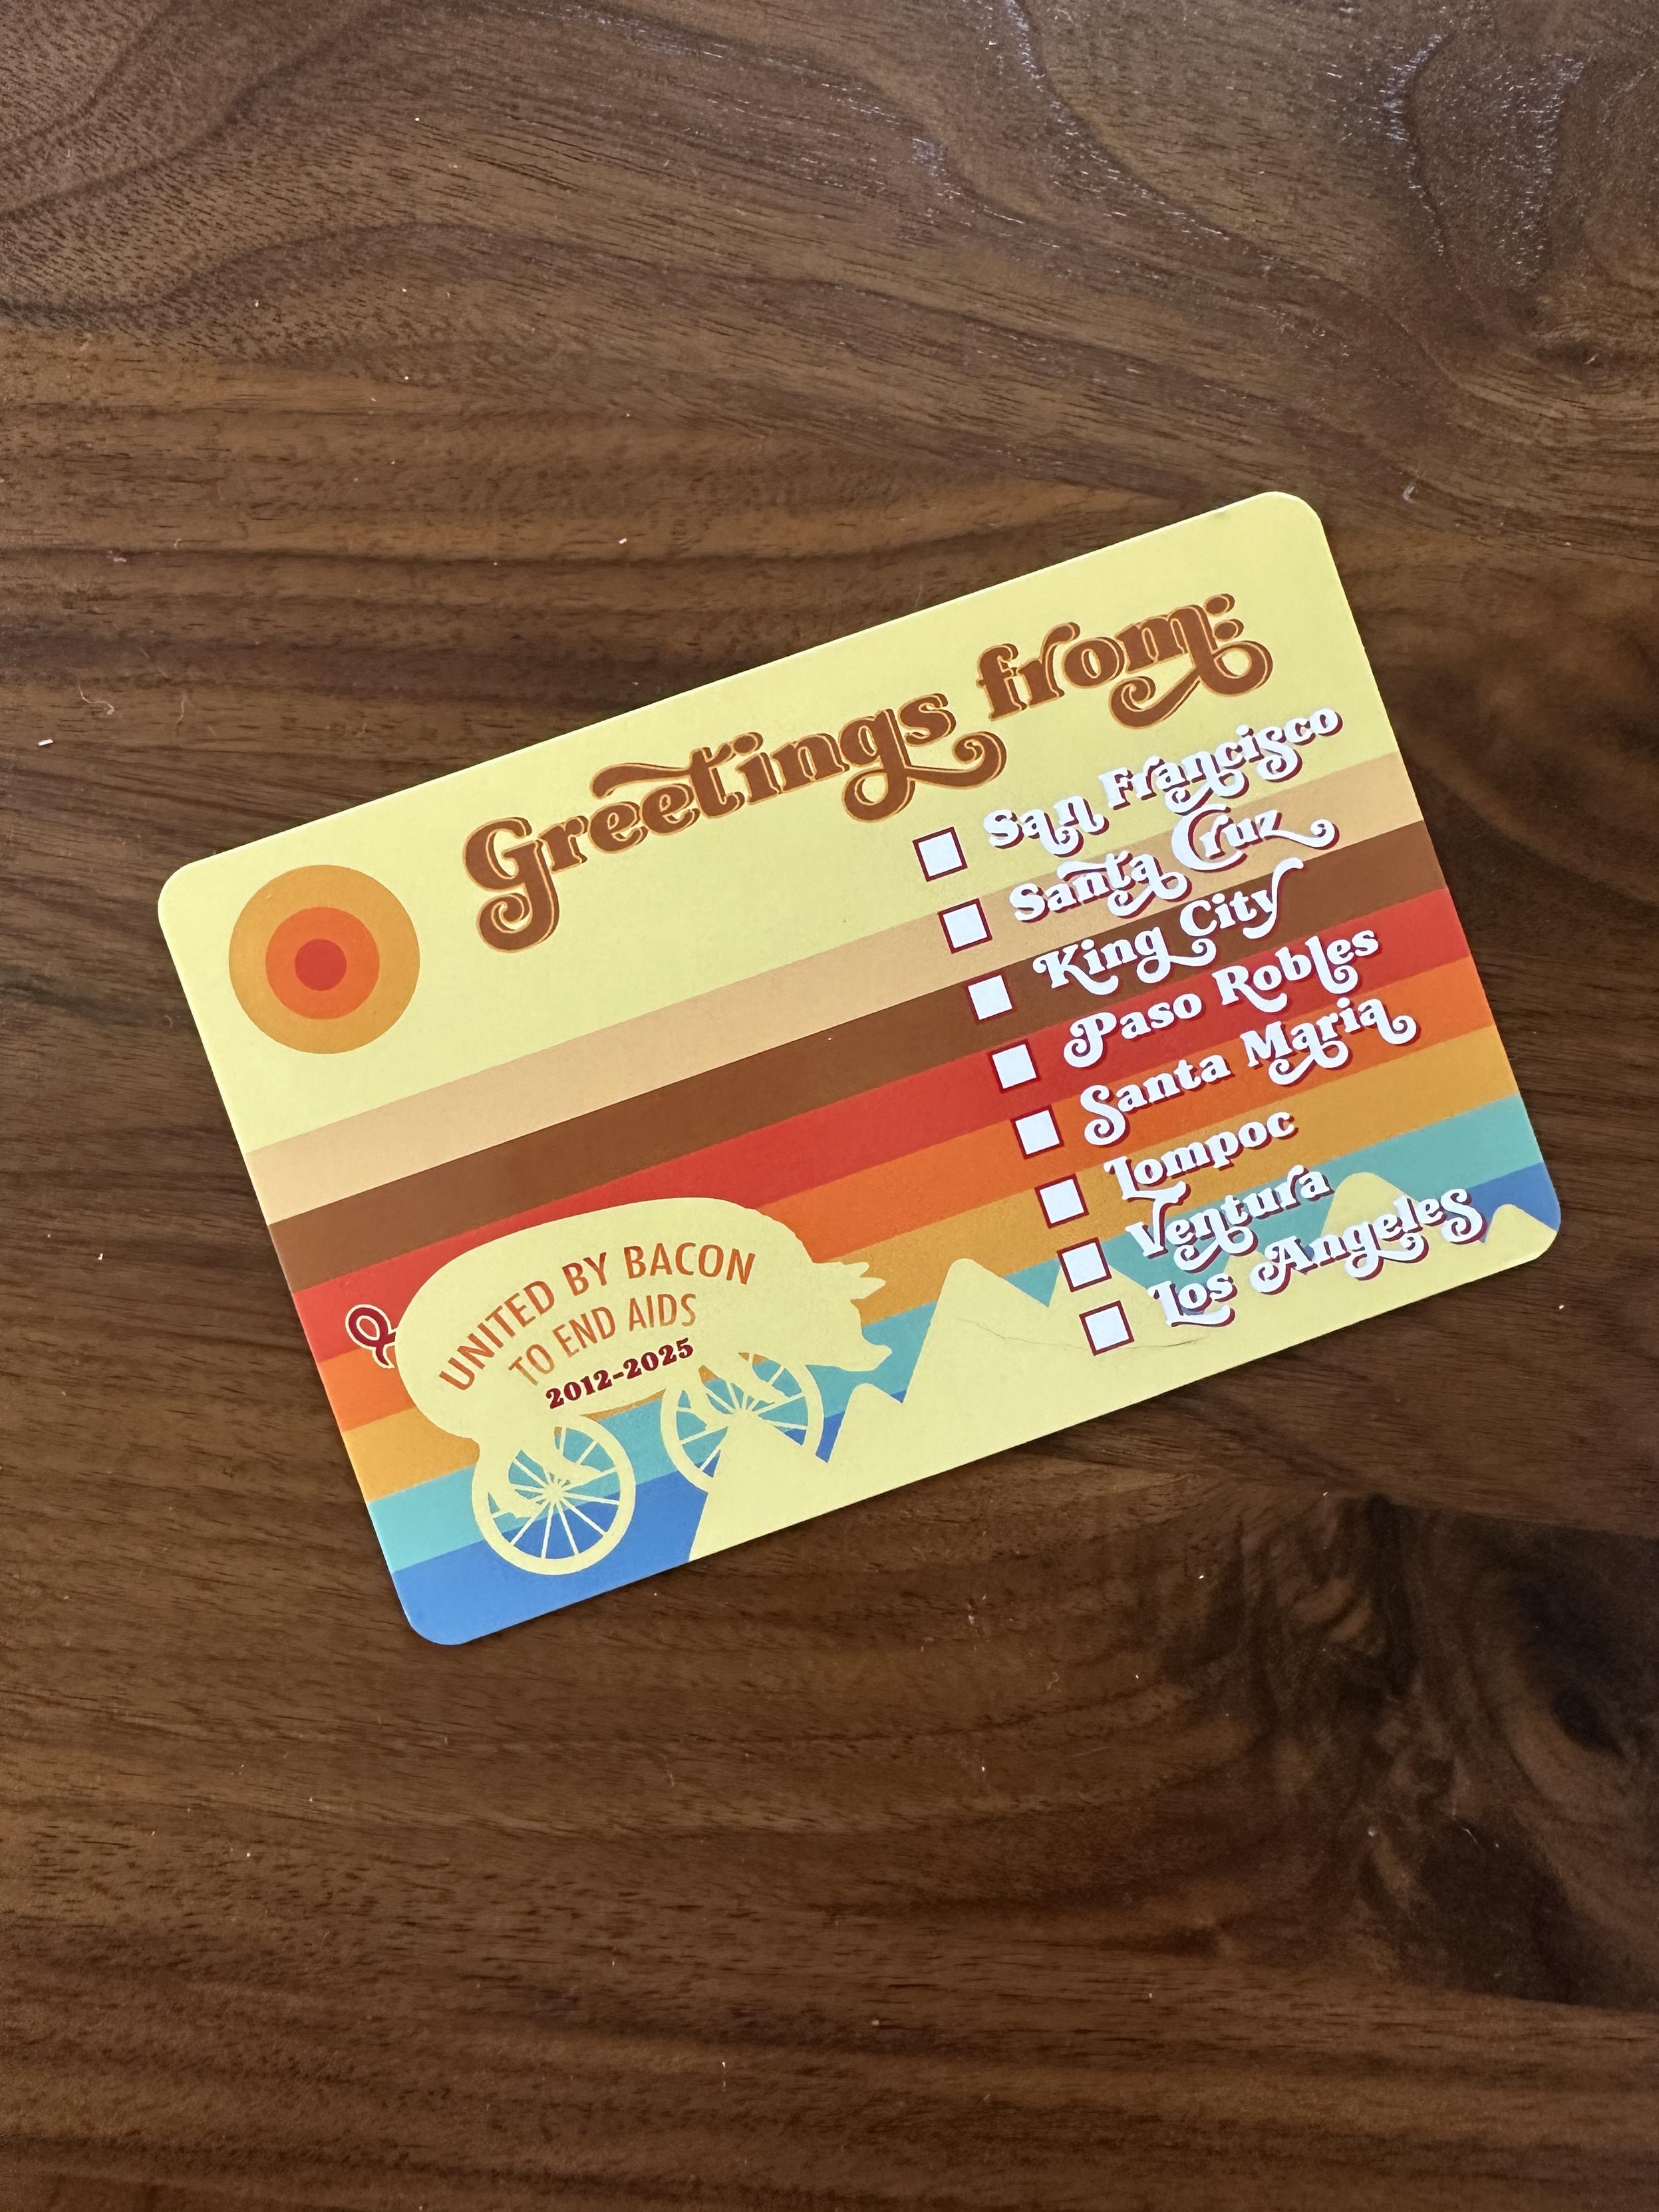 Greetings from:
San Francisco
Santa Cruz
King City
Paso Robles
Santa Maria
Lompoc
Ventura
Los Angeles
UNITED BY BACON
TO END AIDS
2012-2025